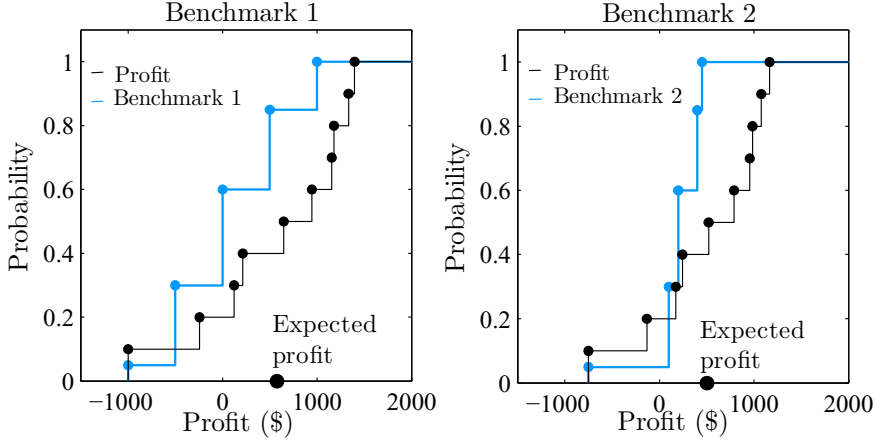 Benchmark 1
Probability
1
0.8
0.6
0.4
0.2
0
Profit
Benchmark 1
Expected
profit
−1000
0
1000
2000
Profit ($)
Benchmark 2
Probability
1
0.8
0.6
0.4
0.2
0
Profit
Benchmark 2
Expected
profit
−1000
0
1000
2000
Profit ($)